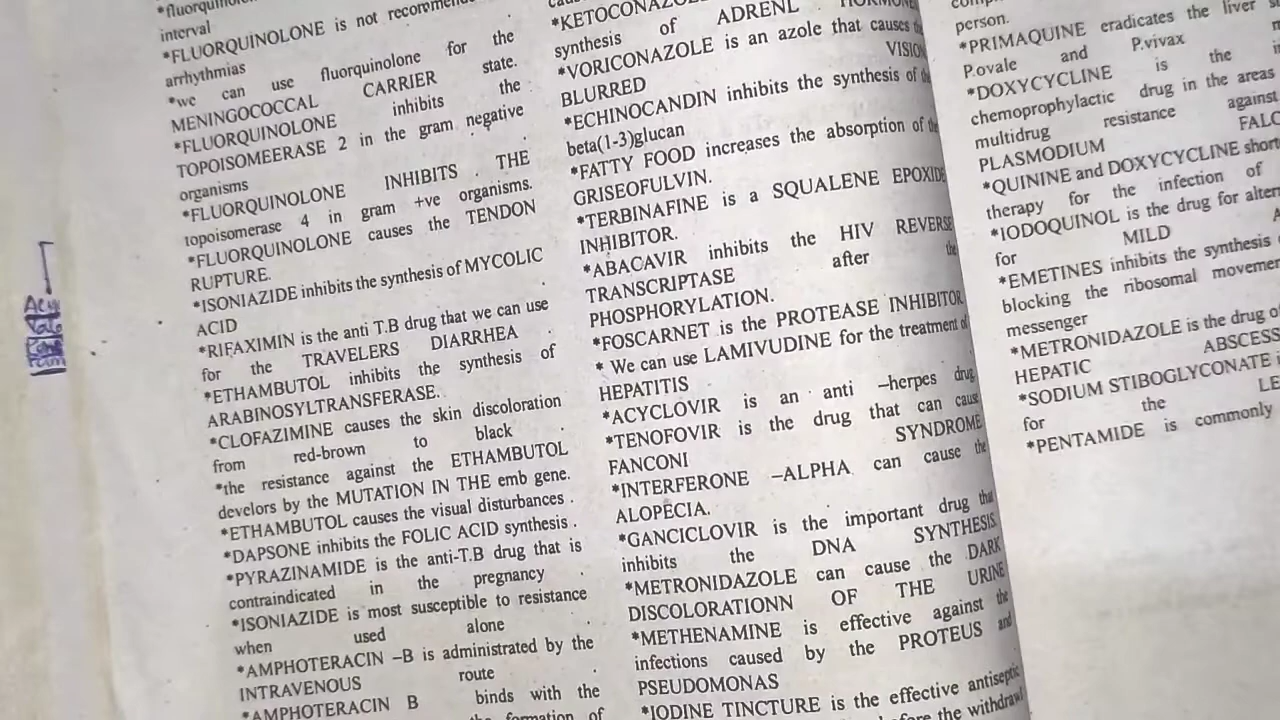 *fluorquinolone
interval
*FLUORQUINOLONE is not recommended
arrhythmias
*we can use fluorquinolone for the
MENINGOCOCCAL CARRIER state.
*FLUORQUINOLONE inhibits the
TOPOISOMEERASE 2 in the gram negative
organisms
*FLUORQUINOLONE INHIBITS THE
topoisomerase 4 in gram +ve organisms.
*FLUORQUINOLONE causes the TENDON
RUPTURE.
*ISONIAZIDE inhibits the synthesis of MYCOLIC
ACID
*RIFAXIMIN is the anti T.B drug that we can use
for the TRAVELERS DIARRHEA .
*ETHAMBUTOL inhibits the synthesis of
ARABINOSYLTRANSFERASE.
*CLOFAZIMINE causes the skin discoloration
from red-brown to black .
*the resistance against the ETHAMBUTOL
develors by the MUTATION IN THE emb gene.
*ETHAMBUTOL causes the visual disturbances .
*DAPSONE inhibits the FOLIC ACID synthesis .
*PYRAZINAMIDE is the anti-T.B drug that is
contraindicated in the pregnancy .
*ISONIAZIDE is most susceptible to resistance
when used alone .
*AMPHOTERACIN –B is administrated by the
INTRAVENOUS route .
*AMPHOTERACIN B binds with the
the formation of
*KETOCONAZOLE
synthesis of ADRENL HORMONE
*VORICONAZOLE is an azole that causes the
BLURRED VISION
*ECHINOCANDIN inhibits the synthesis of the
beta(1-3)glucan
*FATTY FOOD increases the absorption of the
GRISEOFULVIN.
*TERBINAFINE is a SQUALENE EPOXIDE
INHIBITOR.
*ABACAVIR inhibits the HIV REVERSE
TRANSCRIPTASE after the
PHOSPHORYLATION.
*FOSCARNET is the PROTEASE INHIBITOR
* We can use LAMIVUDINE for the treatment of
HEPATITIS
*ACYCLOVIR is an anti –herpes drug
*TENOFOVIR is the drug that can cause
FANCONI SYNDROME
*INTERFERONE –ALPHA can cause the
ALOPECIA.
*GANCICLOVIR is the important drug that
inhibits the DNA SYNTHESIS.
*METRONIDAZOLE can cause the DARK
DISCOLORATIONN OF THE URINE
*METHENAMINE is effective against the
infections caused by the PROTEUS and
PSEUDOMONAS
*IODINE TINCTURE is the effective antiseptic
the withdrawl
person.
*PRIMAQUINE eradicates the liver
P.ovale and P.vivax
*DOXYCYCLINE is the
chemoprophylactic drug in the areas
multidrug resistance against
PLASMODIUM
*QUININE and DOXYCYCLINE short
therapy for the infection of
*IODOQUINOL is the drug for
for MILD
*EMETINES inhibits the synthesis
blocking the ribosomal
messenger
*METRONIDAZOLE is the drug
HEPATIC ABSCESS
*SODIUM STIBOGLYCONATE
for the
*PENTAMIDE is commonly